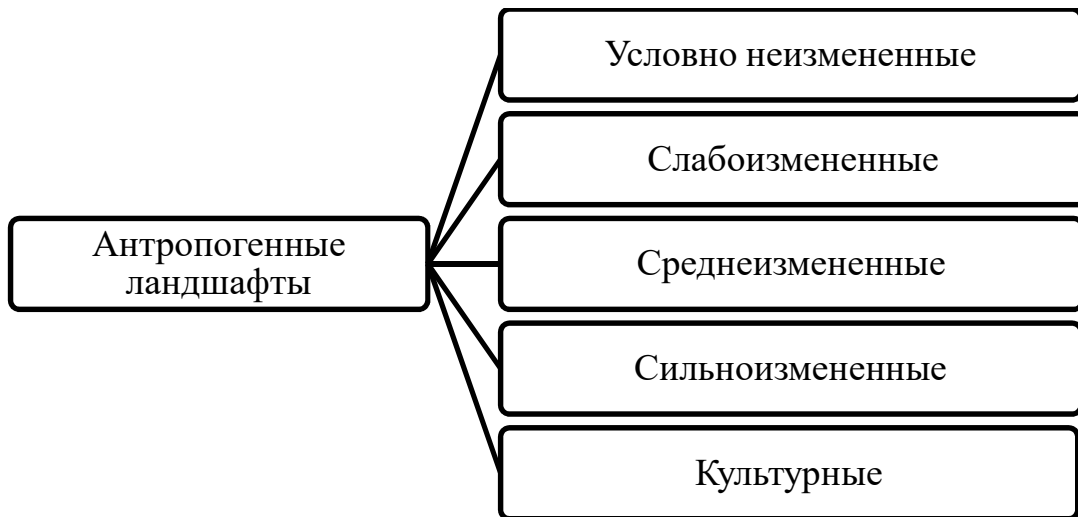 Условно неизмененные
Слабоизмененные
Антропогенные
ландшафты
Среднеизмененные
Сильноизмененные
Культурные